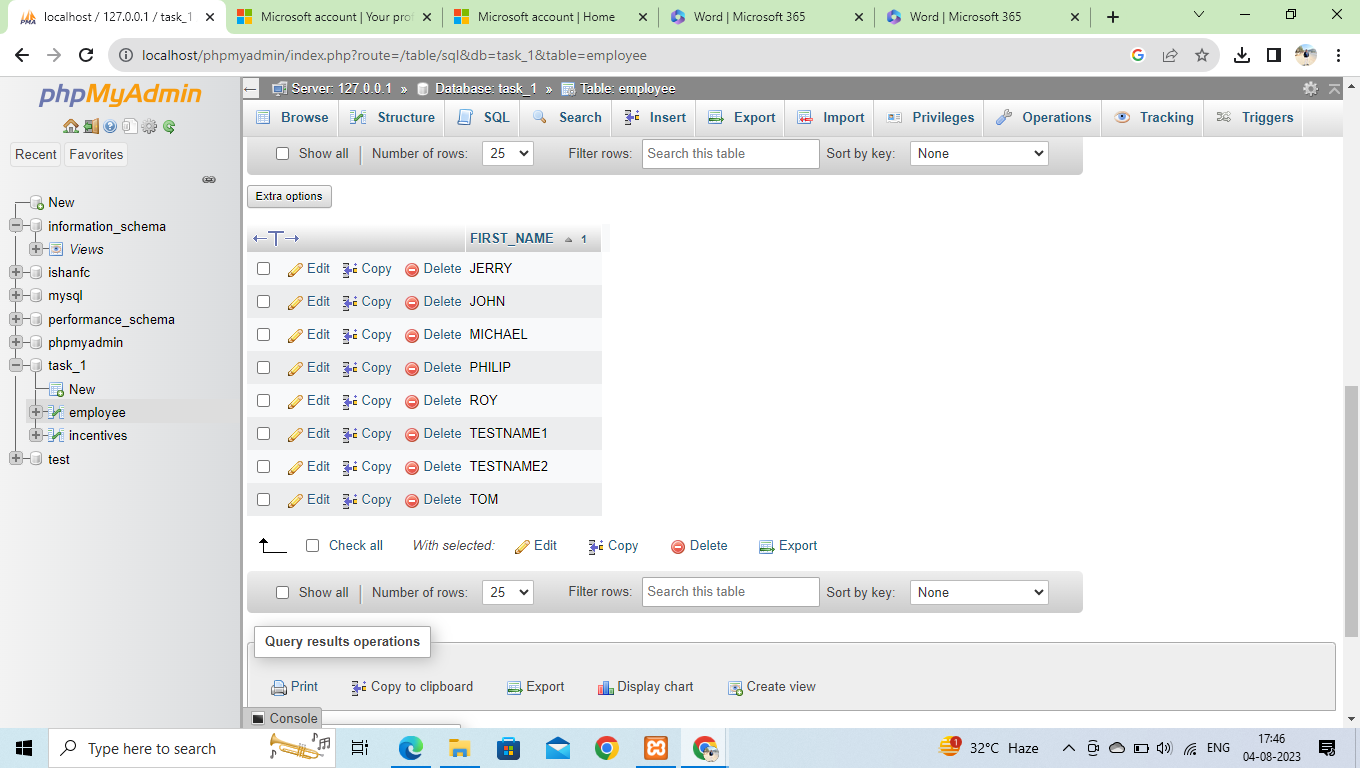 localhost / 127.0.0.1 / task_1
Microsoft account | Your prof
Microsoft account | Home
Word | Microsoft 365
Word | Microsoft 365
localhost/phpmyadmin/index.php?route=/table/sql&db=task_1&table=employee
phpMyAdmin
Recent Favorites
New
information_schema
Views
ishanfc
mysql
performance_schema
phpmyadmin
task_1
New
employee
incentives
test
Server: 127.0.0.1 » Database: task_1 » Table: employee
Browse Structure SQL Search Insert Export Import Privileges Operations Tracking Triggers
Show all Number of rows: 25 Filter rows: Search this table Sort by key: None
Extra options
FIRST_NAME 1
Edit Copy Delete JERRY
Edit Copy Delete JOHN
Edit Copy Delete MICHAEL
Edit Copy Delete PHILIP
Edit Copy Delete ROY
Edit Copy Delete TESTNAME1
Edit Copy Delete TESTNAME2
Edit Copy Delete TOM
Check all With selected: Edit Copy Delete Export
Show all Number of rows: 25 Filter rows: Search this table Sort by key: None
Query results operations
Print Copy to clipboard Export Display chart Create view
Console
Type here to search
1
32°C Haze
ENG
17:46
04-08-2023